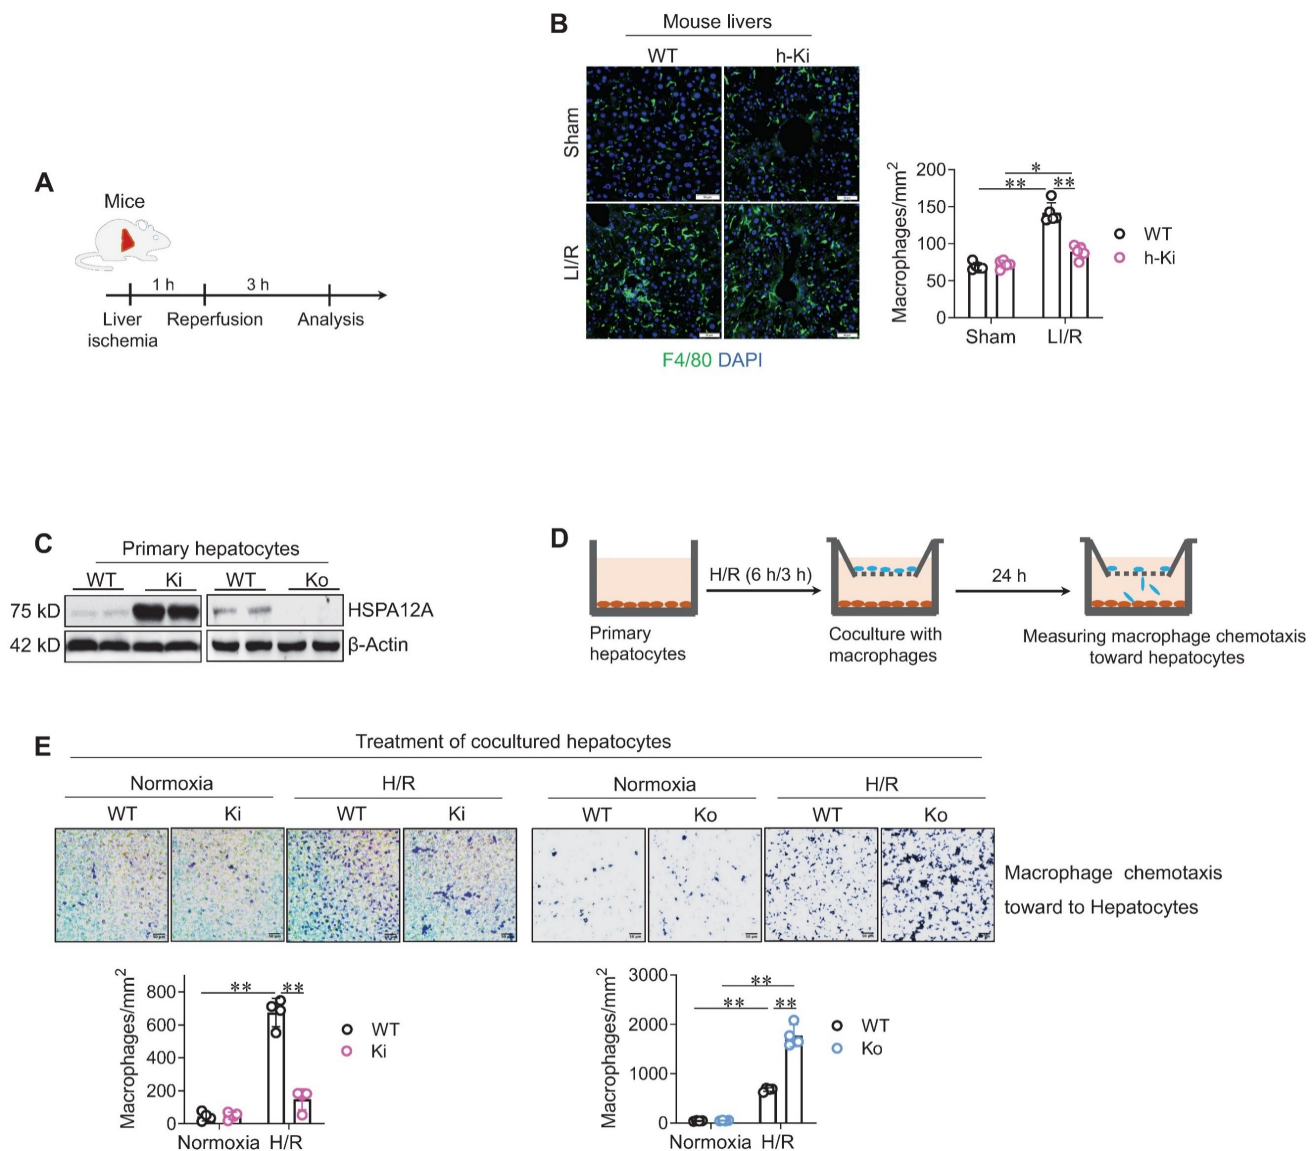 A
Mice
1 h
3 h
Liver
ischemia
Reperfusion
Analysis
B
Mouse livers
WT
h-Ki
Sham
LI/R
F4/80 DAPI
Macrophages/mm2
200
150
100
50
0
*
**
**
Sham
LI/R
WT
h-Ki
C
Primary hepatocytes
WT
Ki
WT
Ko
75 kD
HSPA12A
42 kD
β-Actin
D
H/R (6 h/3 h)
24 h
Primary
hepatocytes
Coculture with
macrophages
Measuring macrophage chemotaxis
toward hepatocytes
E
Treatment of cocultured hepatocytes
Normoxia
H/R
Normoxia
H/R
WT
Ki
WT
Ki
WT
Ko
WT
Ko
Macrophage chemotaxis
toward to Hepatocytes
Macrophages/mm2
800
600
400
200
0
**
**
Normoxia
H/R
WT
Ki
Macrophages/mm2
3000
2000
1000
0
**
**
**
Normoxia
H/R
WT
Ko